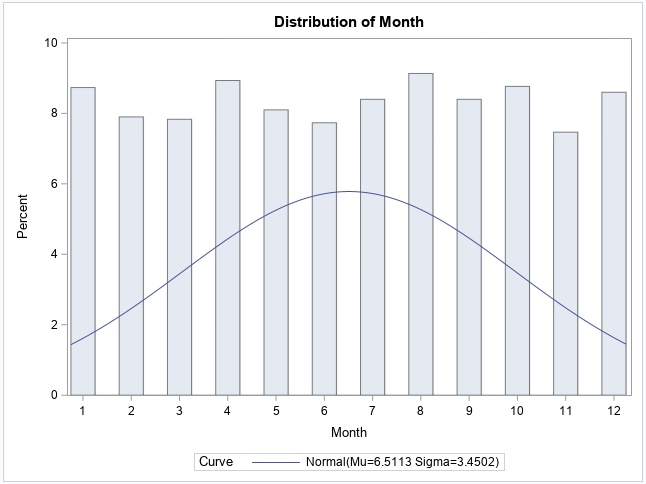 Distribution of Month
10
8
6
4
2
0
Percent
1 2 3 4 5 6 7 8 9 10 11 12
Month
Curve Normal(Mu=6.5113 Sigma=3.4502)